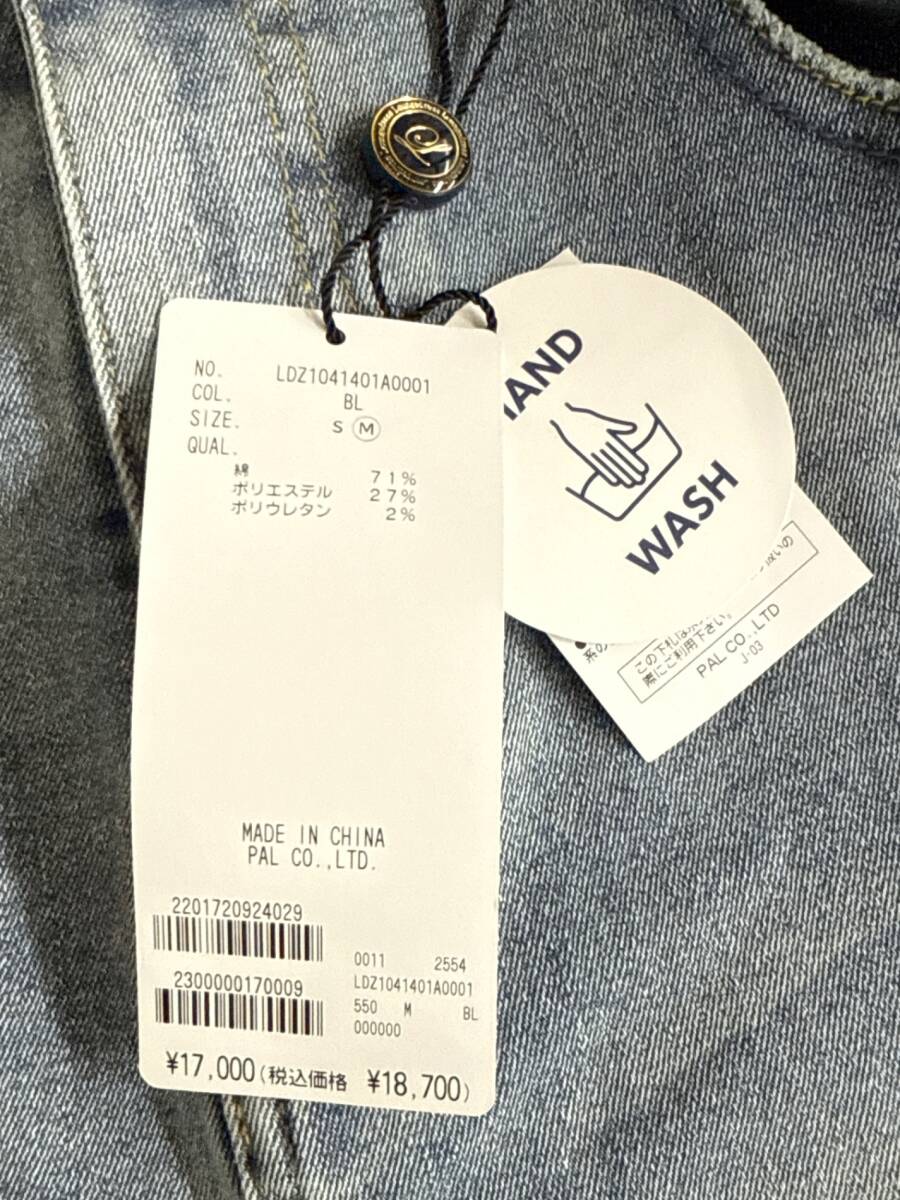 NO. LDZ1041401A0001
COL. BL
SIZE. S M
QUAL.
綿 71%
ポリエステル 27%
ポリウレタン 2%
MADE IN CHINA
PAL CO.,LTD.
2201720924029
2300000170009
0011 2554
LDZ1041401A0001
550 M BL
000000
¥17,000(税込価格 ¥18,700)
HAND
WASH
この下札は
際にご利用下さい。
PAL CO.,LTD
J-03